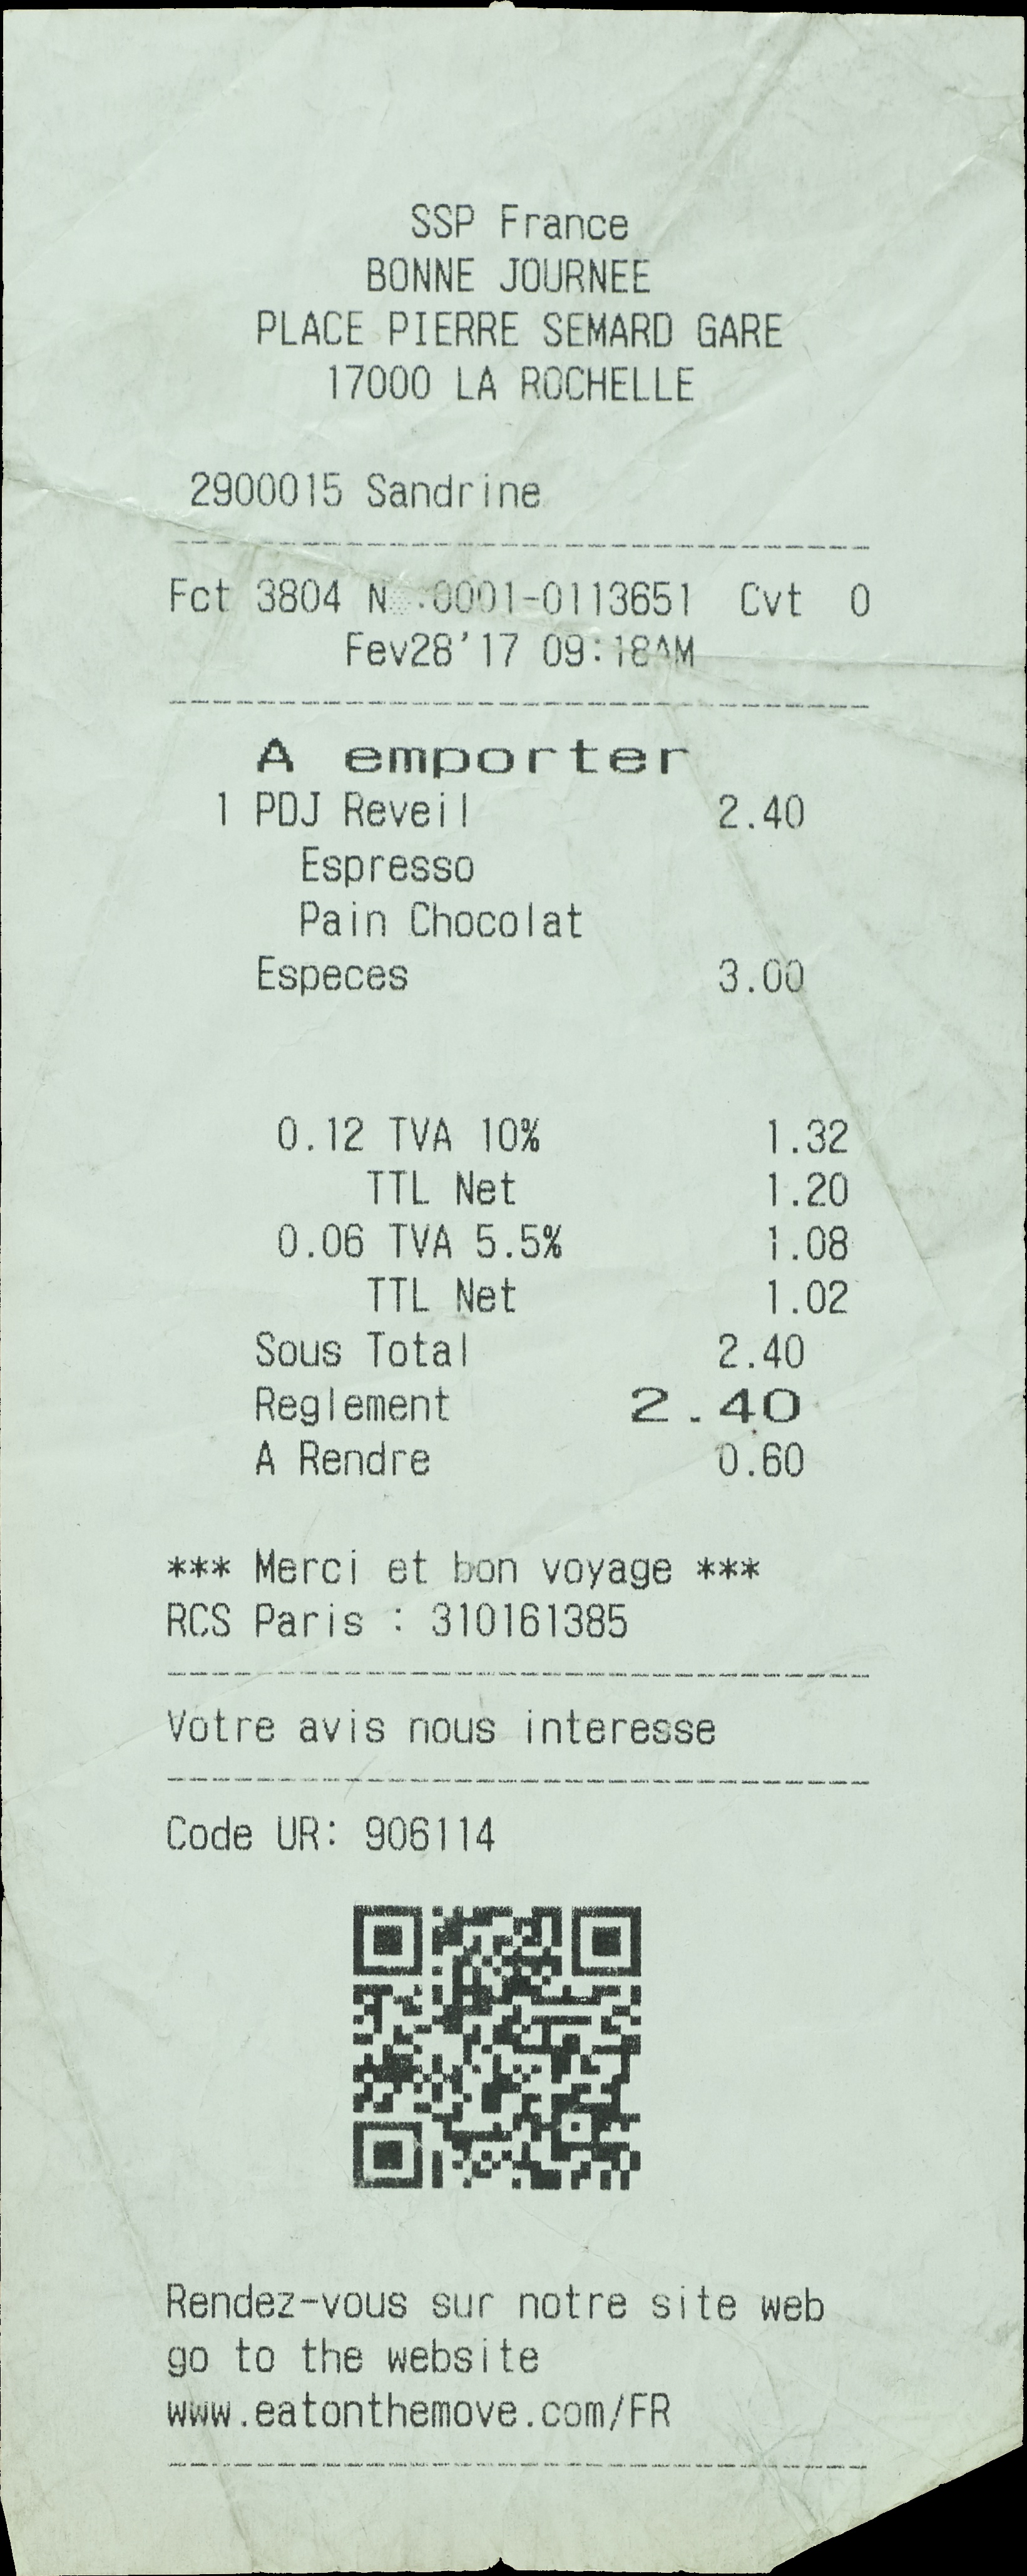 SSP France
BONNE JOURNEE
PLACE PIERRE SEMARD GARE
17000 LA ROCHELLE
2900015 Sandrine
Fct 3804 N .0001-0113651 Cvt 0
Fev28'17 09:18AM
A emporter
1 PDJ Reveil 2.40
Espresso
Pain Chocolat
Especes 3.00
0.12 TVA 10% 1.32
TTL Net 1.20
0.06 TVA 5.5% 1.08
TTL Net 1.02
Sous Total 2.40
Reglement 2.40
A Rendre 0.60
*** Merci et bon voyage ***
RCS Paris : 310161385
Votre avis nous interesse
Code UR: 906114
Rendez-vous sur notre site web
go to the website
www.eatonthemove.com/FR